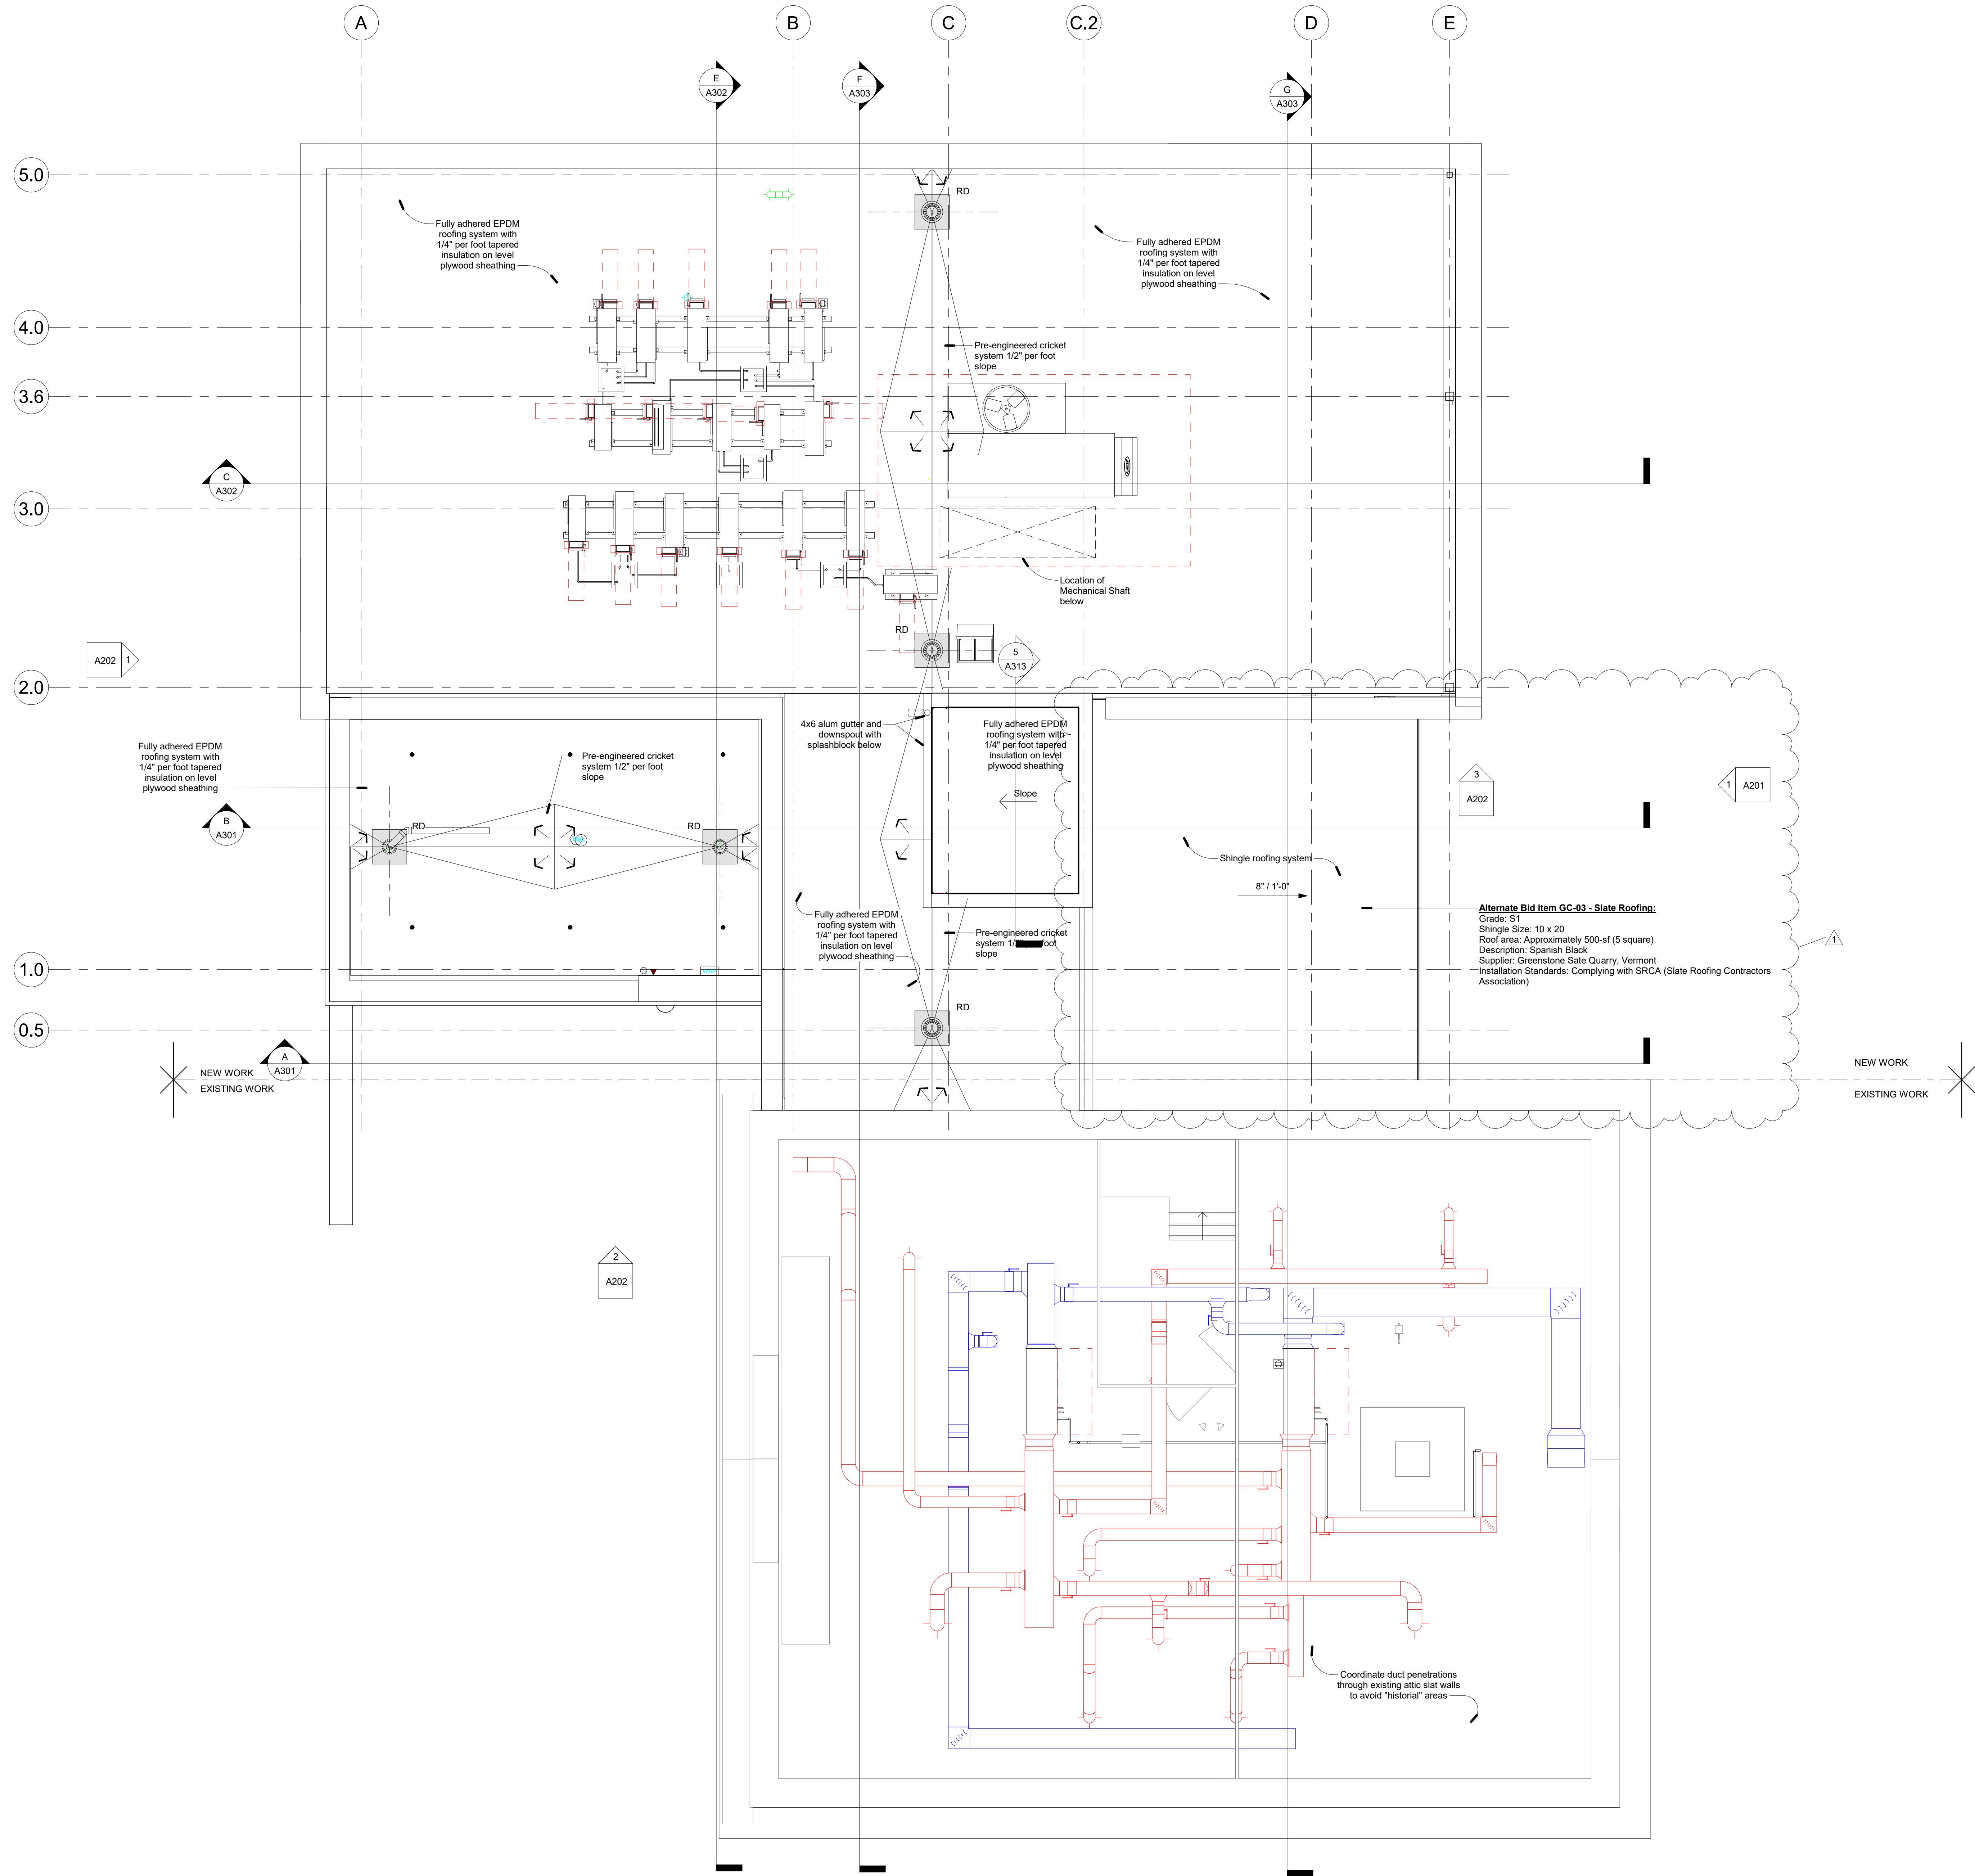 A
B
C
C.2
D
E
E
A302
F
A303
G
A303
5.0
RD
Fully adhered EPDM
roofing system with
1/4" per foot tapered
insulation on level
plywood sheathing
Fully adhered EPDM
roofing system with
1/4" per foot tapered
insulation on level
plywood sheathing
4.0
Pre-engineered cricket
system 1/2" per foot
slope
3.6
C
A302
3.0
Location of
Mechanical Shaft
below
RD
5
A313
A202
1
2.0
4x6 alum gutter and
downspout with
splashblock below
Fully adhered EPDM
roofing system with
1/4" per foot tapered
insulation on level
plywood sheathing
Fully adhered EPDM
roofing system with
1/4" per foot tapered
insulation on level
plywood sheathing
Pre-engineered cricket
system 1/2" per foot
slope
3
A202
1
A201
Slope
B
A301
RD
RD
Shingle roofing system
8" / 1'-0"
Alternate Bid item GC-03 - Slate Roofing:
Grade: S1
Shingle Size: 10 x 20
Roof area: Approximately 500-sf (5 square)
Description: Spanish Black
Supplier: Greenstone Sate Quarry, Vermont
Installation Standards: Complying with SRCA (Slate Roofing Contractors
Association)
1
Fully adhered EPDM
roofing system with
1/4" per foot tapered
insulation on level
plywood sheathing
Pre-engineered cricket
system foot
slope
1.0
RD
0.5
A
A301
NEW WORK
EXISTING WORK
NEW WORK
EXISTING WORK
2
A202
Coordinate duct penetrations
through existing attic slat walls
to avoid "historial" areas